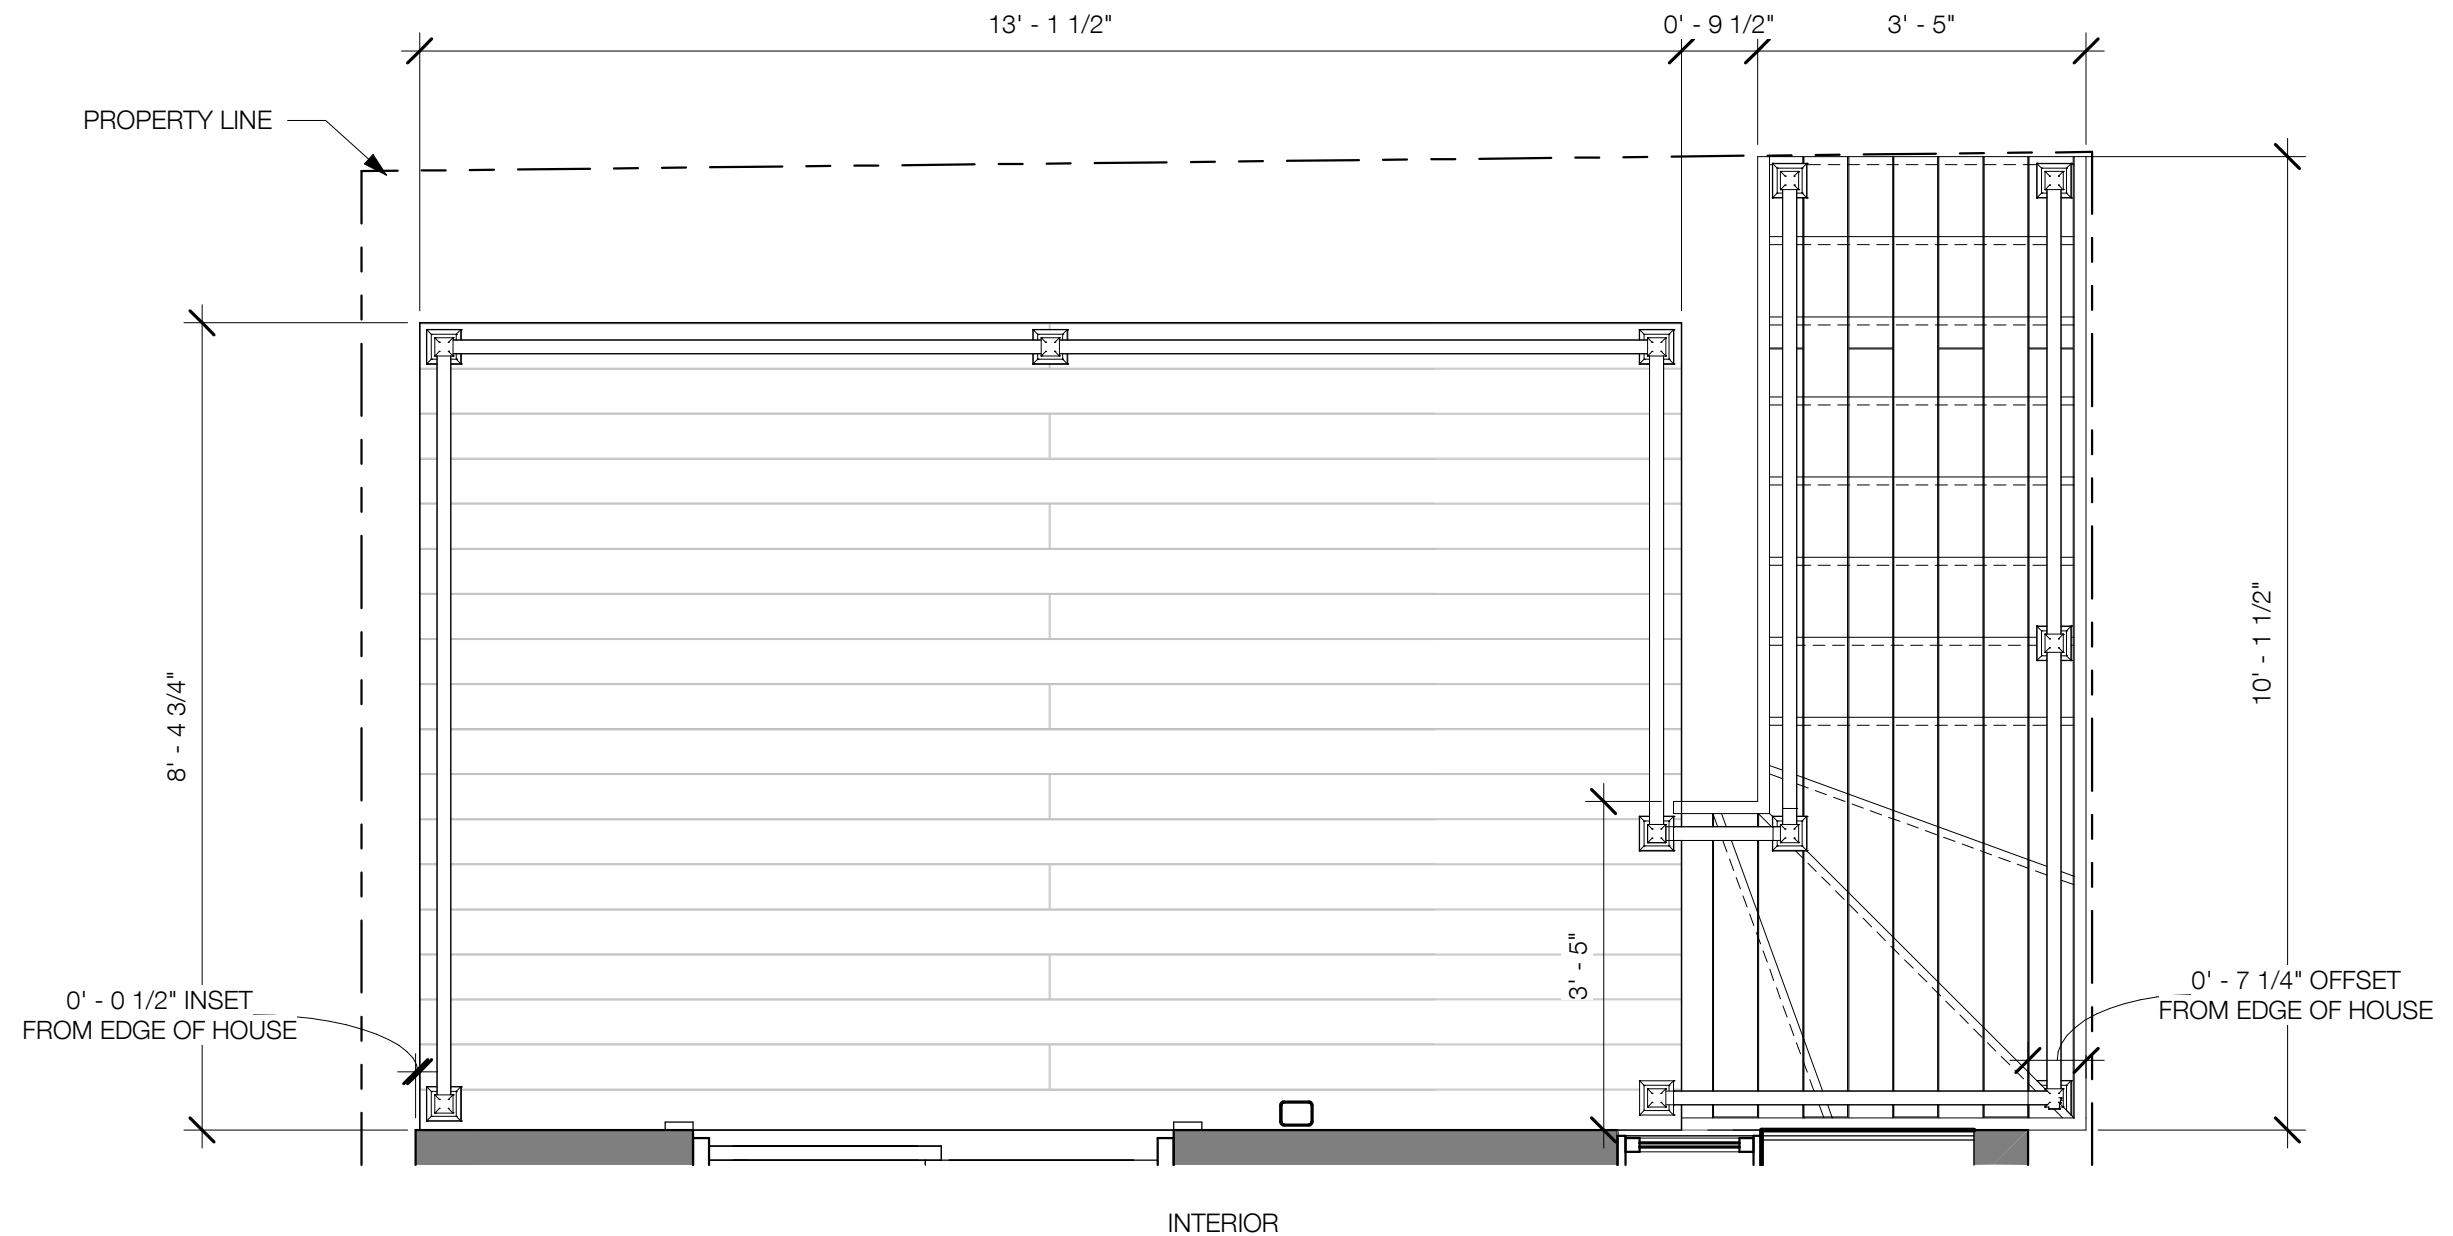 13' - 1 1/2"
0' - 9 1/2"
3' - 5"
PROPERTY LINE
8' - 4 3/4"
10' - 1 1/2"
3' - 5"
0' - 0 1/2" INSET
FROM EDGE OF HOUSE
0' - 7 1/4" OFFSET
FROM EDGE OF HOUSE
INTERIOR